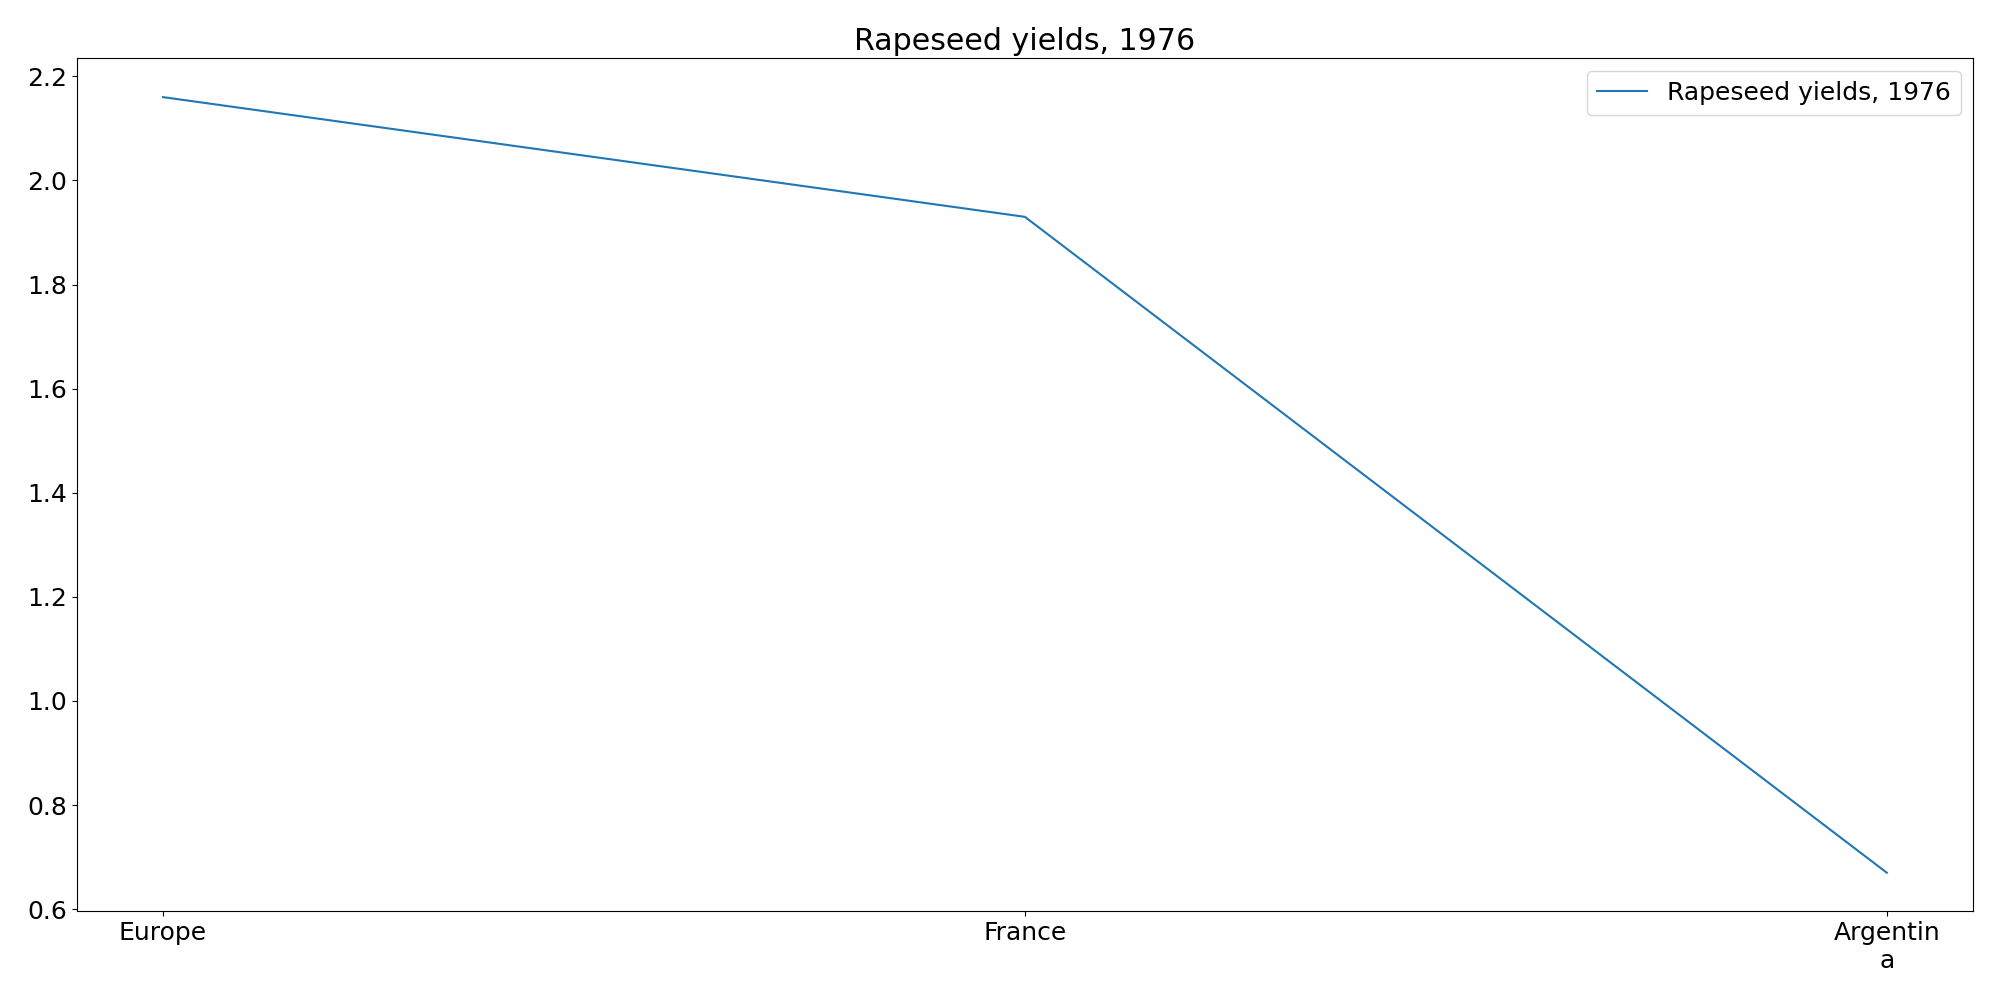 Rapeseed yields, 1976
Rapeseed yields, 1976
2.2
2.0
1.8
1.6
1.4
1.2
1.0
0.8
0.6
Europe
France
Argentin
a